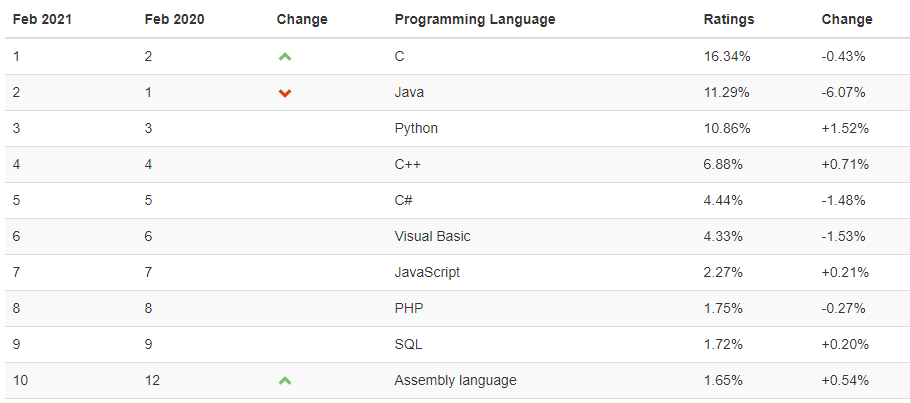 Feb 2021 Feb 2020 Change Programming Language Ratings Change
1 2 C 16.34% -0.43%
2 1 Java 11.29% -6.07%
3 3 Python 10.86% +1.52%
4 4 C++ 6.88% +0.71%
5 5 C# 4.44% -1.48%
6 6 Visual Basic 4.33% -1.53%
7 7 JavaScript 2.27% +0.21%
8 8 PHP 1.75% -0.27%
9 9 SQL 1.72% +0.20%
10 12 Assembly language 1.65% +0.54%